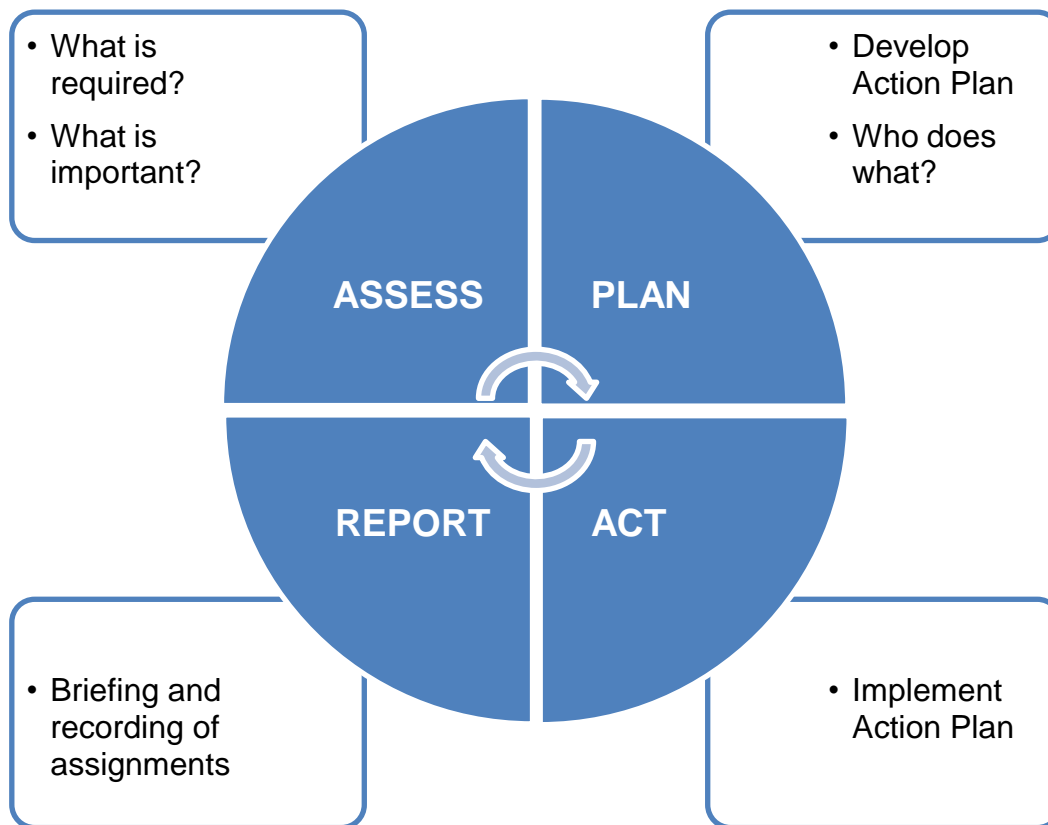 • What is
required?
• What is
important?
• Develop
Action Plan
• Who does
what?
ASSESS
PLAN
REPORT
ACT
• Briefing and
recording of
assignments
• Implement
Action Plan